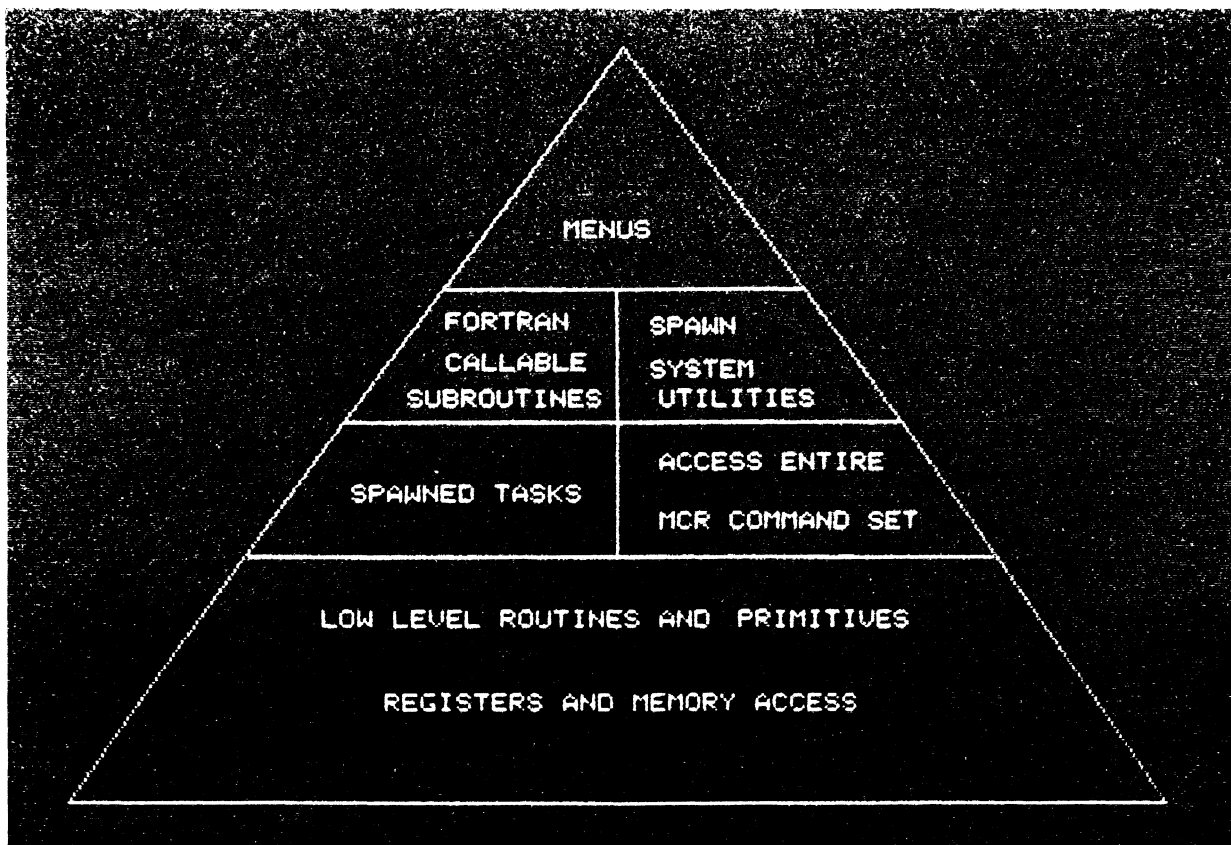 MENUS
FORTRAN
CALLABLE
SUBROUTINES
SPAWN
SYSTEM
UTILITIES
SPAWNED TASKS
ACCESS ENTIRE
MCR COMMAND SET
LOW LEVEL ROUTINES AND PRIMITIVES
REGISTERS AND MEMORY ACCESS